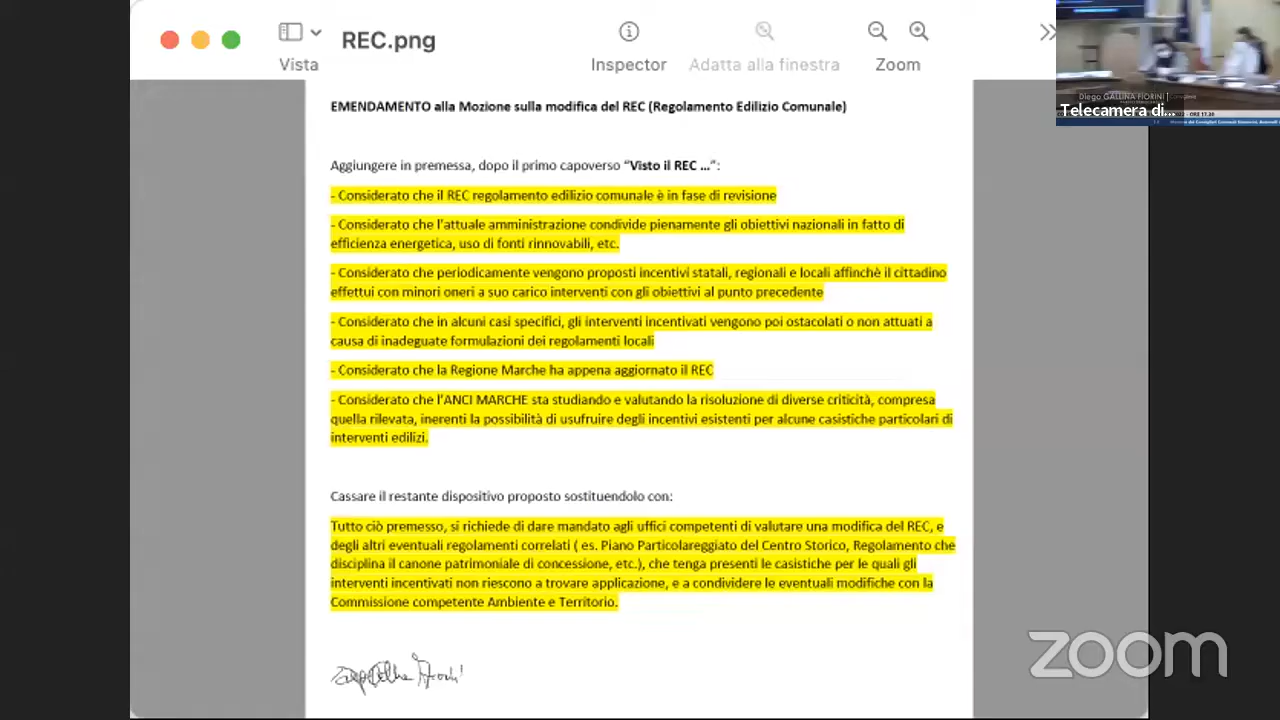 REC.png
Vista
Inspector
Adatta alla finestra
Zoom
Diego GALLINA FIORINI
Telecamera di...
- ORE 17.30
EMENDAMENTO alla Mozione sulla modifica del REC (Regolamento Edilizio Comunale)
Aggiungere in premessa, dopo il primo capoverso “Visto il REC ...”:
- Considerato che il REC regolamento edilizio comunale è in fase di revisione
- Considerato che l'attuale amministrazione condivide pienamente gli obiettivi nazionali in fatto di
efficienza energetica, uso di fonti rinnovabili, etc.
- Considerato che periodicamente vengono proposti incentivi statali, regionali e locali affinchè il cittadino
effettui con minori oneri a suo carico interventi con gli obiettivi al punto precedente
- Considerato che in alcuni casi specifici, gli interventi incentivati vengono poi ostacolati o non attuati a
causa di inadeguate formulazioni dei regolamenti locali
- Considerato che la Regione Marche ha appena aggiornato il REC
- Considerato che l'ANCI MARCHE sta studiando e valutando la risoluzione di diverse criticità, compresa
quella rilevata, inerenti la possibilità di usufruire degli incentivi esistenti per alcune casistiche particolari di
interventi edilizi.
Cassare il restante dispositivo proposto sostituendolo con:
Tutto ciò premesso, si richiede di dare mandato agli uffici competenti di valutare una modifica del REC, e
degli altri eventuali regolamenti correlati ( es. Piano Particolareggiato del Centro Storico, Regolamento che
disciplina il canone patrimoniale di concessione, etc.), che tenga presenti le casistiche per le quali gli
interventi incentivati non riescono a trovare applicazione, e a condividere le eventuali modifiche con la
Commissione competente Ambiente e Territorio.
zoom